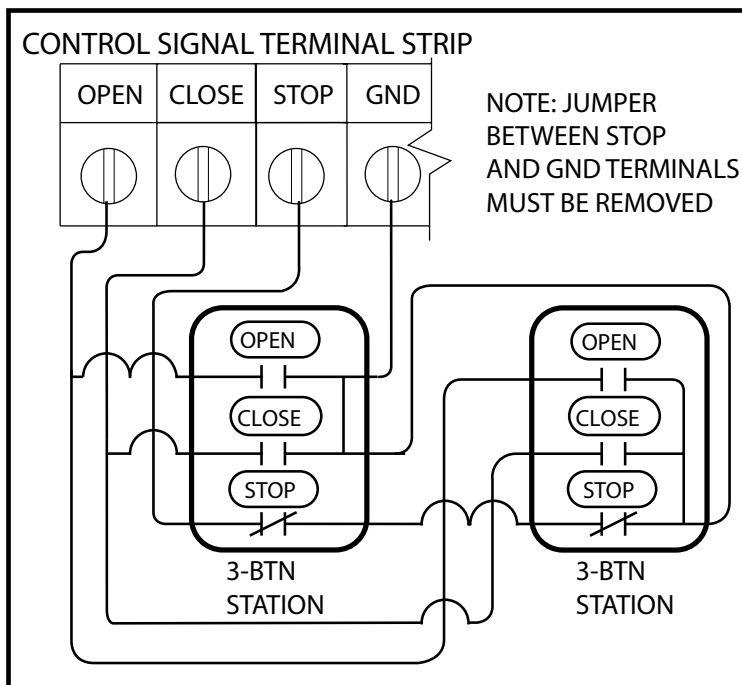 CONTROL SIGNAL TERMINAL STRIP
OPEN CLOSE STOP GND
NOTE: JUMPER
BETWEEN STOP
AND GND TERMINALS
MUST BE REMOVED
OPEN
CLOSE
STOP
3-BTN
STATION
OPEN
CLOSE
STOP
3-BTN
STATION